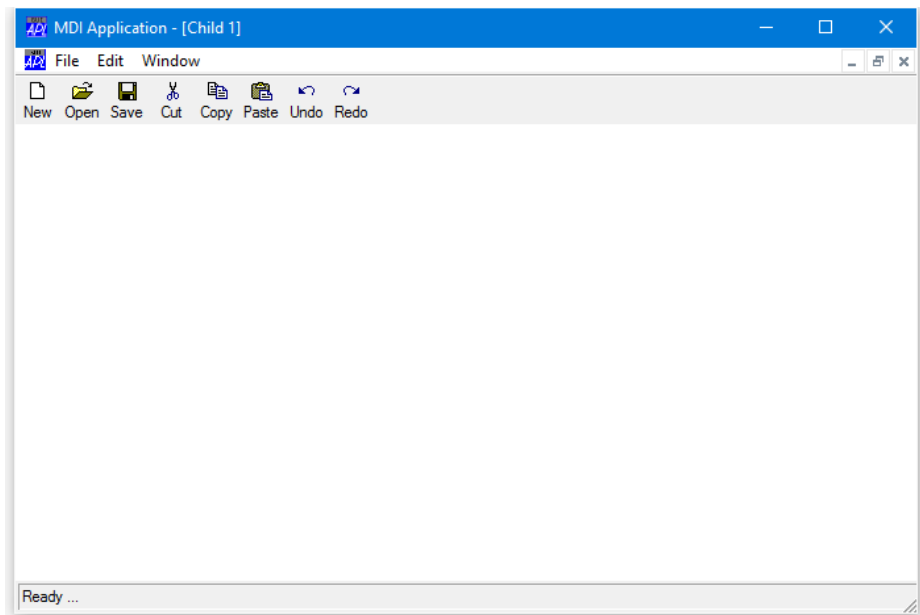 MDI Application - [Child 1]
File Edit Window
New Open Save Cut Copy Paste Undo Redo
Ready ...